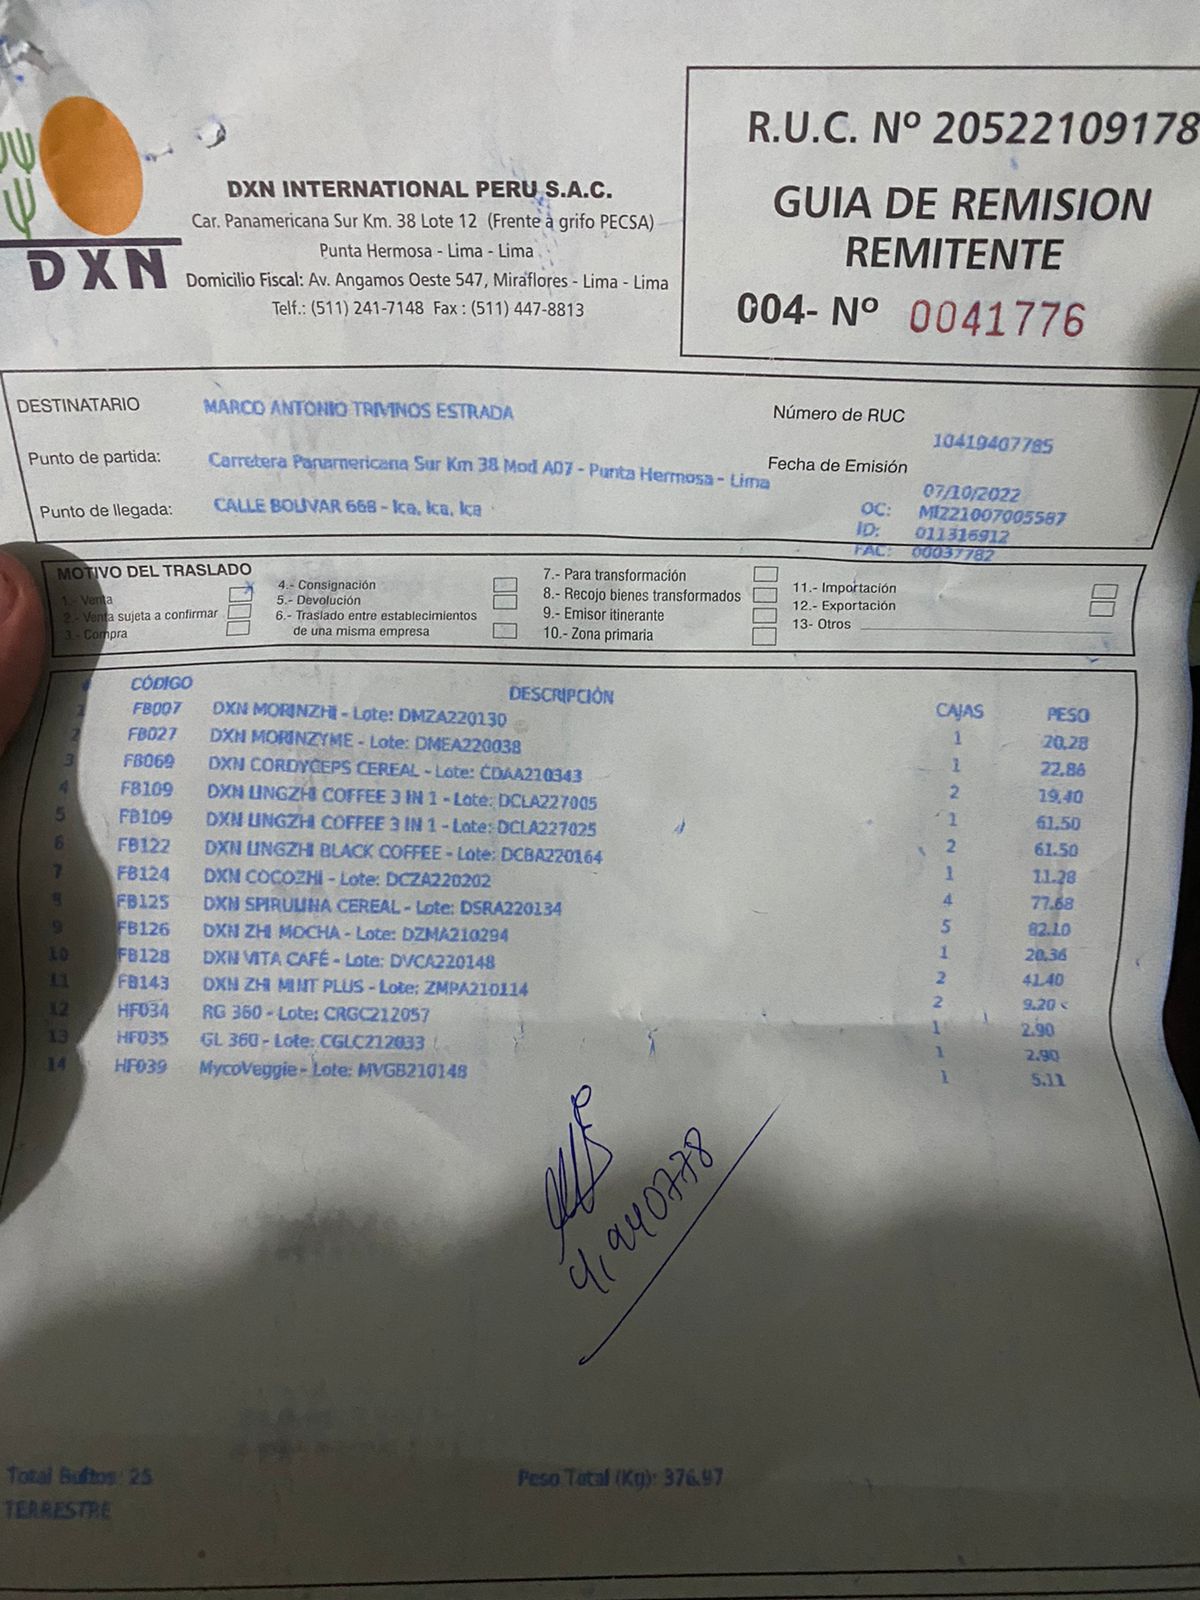 DXN
DXN INTERNATIONAL PERU S.A.C.
Car. Panamericana Sur Km. 38 Lote 12 (Frente a grifo PECSA)
Punta Hermosa - Lima - Lima
Domicilio Fiscal: Av. Angamos Oeste 547, Miraflores - Lima - Lima
Telf.: (511) 241-7148 Fax : (511) 447-8813
R.U.C. Nº 20522109178
GUIA DE REMISION
REMITENTE
004- Nº 0041776
DESTINATARIO MARCO ANTONIO TRIVINOS ESTRADA Número de RUC 10419407785
Punto de partida: Carretera Panamericana Sur Km 38 Mod A07 - Punta Hermosa - Lima Fecha de Emisión 07/10/2022
Punto de llegada: CALLE BOLIVAR 668 - Ica, Ica, Ica
OC: MI221007005587
ID: 011316912
FAC: 00037782
MOTIVO DEL TRASLADO
1.- Venta X
2.- Venta sujeta a confirmar
3.- Compra
4.- Consignación
5.- Devolución
6.- Traslado entre establecimientos
de una misma empresa
7.- Para transformación
8.- Recojo bienes transformados
9.- Emisor itinerante
10.- Zona primaria
11.- Importación
12.- Exportación
13- Otros
# CÓDIGO DESCRIPCIÓN CAJAS PESO
1 FB007 DXN MORINZHI - Lote: DMZA220130 1 20,28
2 FB027 DXN MORINZYME - Lote: DMEA220038 1 22.86
3 FB069 DXN CORDYCEPS CEREAL - Lote: CDAA210343 2 19,40
4 FB109 DXN LINGZHI COFFEE 3 IN 1 - Lote: DCLA227005 1 61.50
5 FB109 DXN LINGZHI COFFEE 3 IN 1 - Lote: DCLA227025 2 61.50
6 FB122 DXN LINGZHI BLACK COFFEE - Lote: DCBA220164 1 11.28
7 FB124 DXN COCOZHI - Lote: DCZA220202 4 77.68
8 FB125 DXN SPIRULINA CEREAL - Lote: DSRA220134 5 82.10
9 FB126 DXN ZHI MOCHA - Lote: DZMA210294 1 20,36
10 FB128 DXN VITA CAFÉ - Lote: DVCA220148 2 41.40
11 FB143 DXN ZHI MINT PLUS - Lote: ZMPA210114 2 9.20
12 HF034 RG 360 - Lote: CRGC212057 1 2.90
13 HF035 GL 360 - Lote: CGLC212033 1 2.90
14 HF039 MycoVeggie - Lote: MVGB210148 1 5.11
41940778
Total Bultos: 25 Peso Total (Kg): 376.97
TERRESTRE